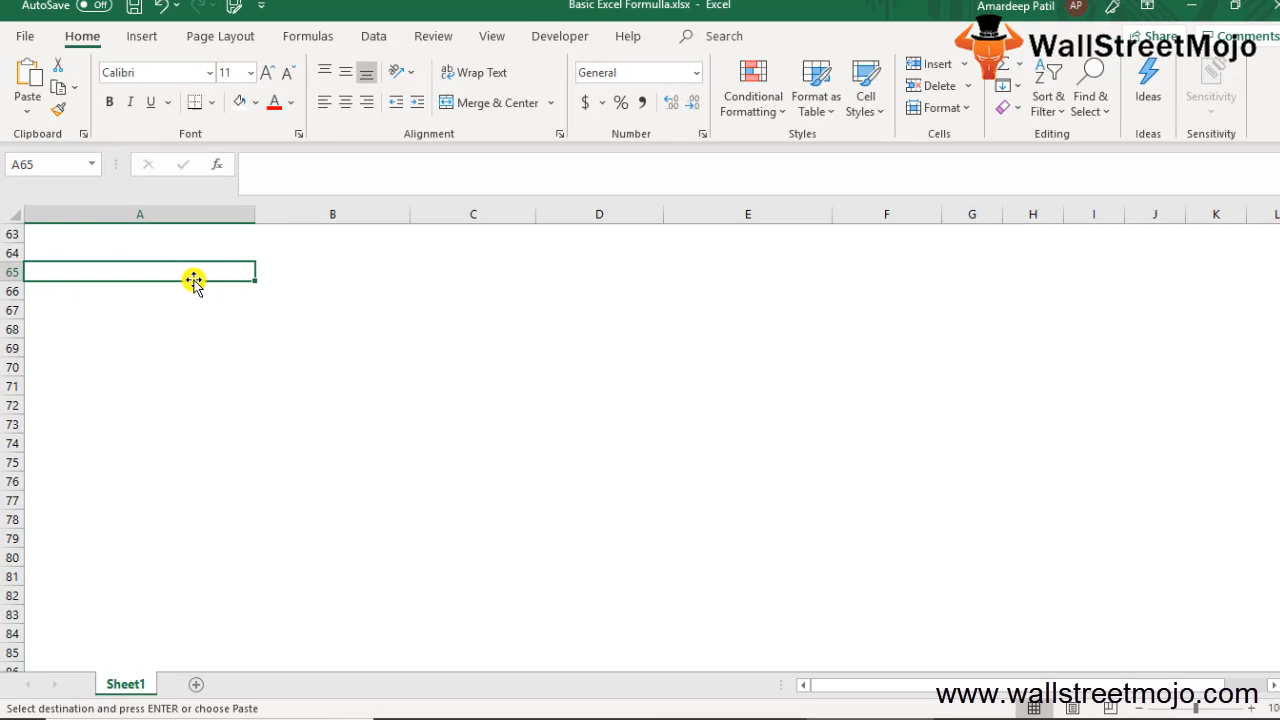 AutoSave Off Basic Excel Formula.xlsx - Excel Amardeep Patil AP
File Home Insert Page Layout Formulas Data Review View Developer Help Search Share Comments
WallStreetMojo
Calibri 11 A A ab Wrap Text General Insert
Paste B I U A Merge & Center $ % Conditional Formatting Format as Table Cell Styles Delete Format Sort & Filter Find & Select Ideas Sensitivity
Clipboard Font Alignment Number Styles Cells Editing Ideas Sensitivity
A65 fx
A B C D E F G H I J K L
63
64
65
66
67
68
69
70
71
72
73
74
75
76
77
78
79
80
81
82
83
84
85
86
Sheet1
www.wallstreetmojo.com
Select destination and press ENTER or choose Paste